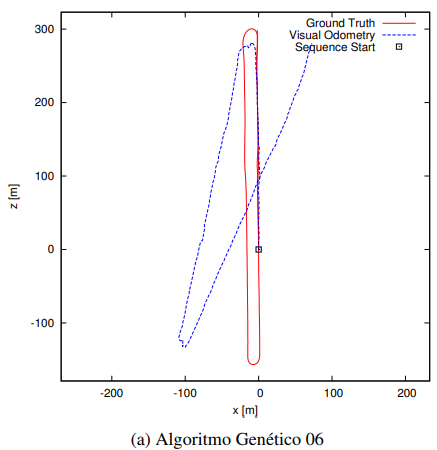 Ground Truth
Visual Odometry
Sequence Start
300
200
100
0
-100
z [m]
-200
-100
0
100
200
x [m]
(a) Algoritmo Genético 06